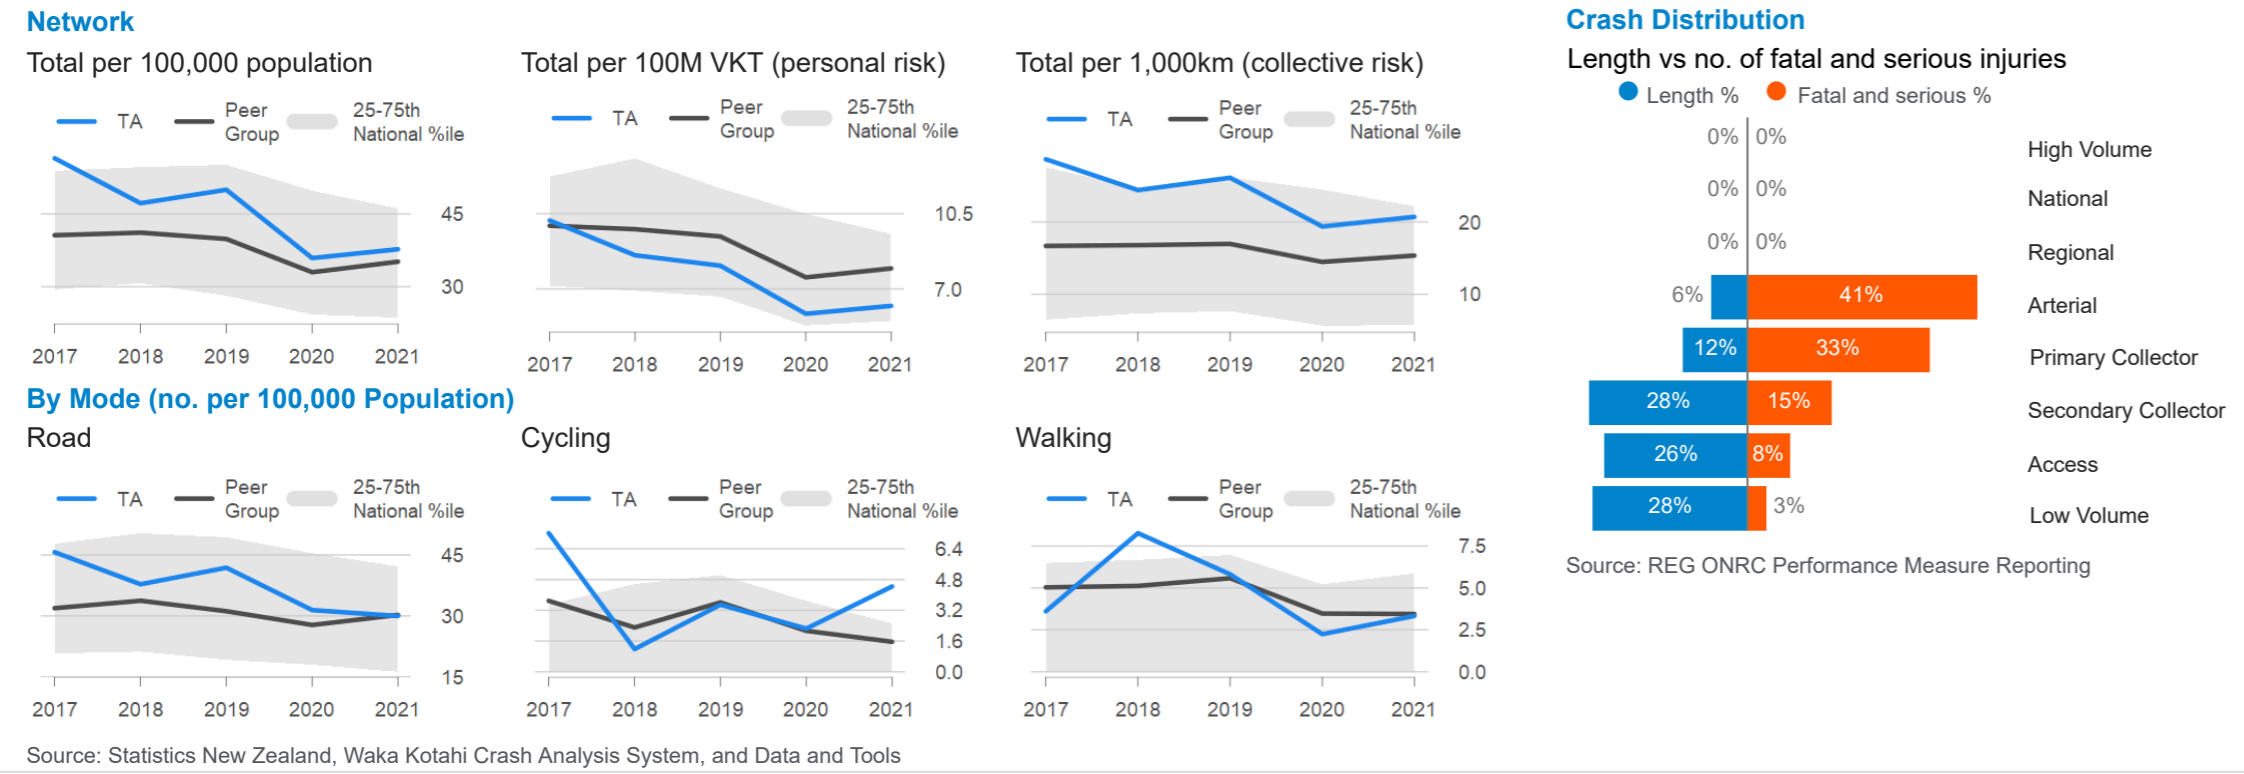 Network
Total per 100,000 population
TA
Peer Group
25-75th National %ile
45
30
2017 2018 2019 2020 2021
Total per 100M VKT (personal risk)
TA
Peer Group
25-75th National %ile
10.5
7.0
2017 2018 2019 2020 2021
Total per 1,000km (collective risk)
TA
Peer Group
25-75th National %ile
20
10
2017 2018 2019 2020 2021
By Mode (no. per 100,000 Population)
Road
TA
Peer Group
25-75th National %ile
45
30
15
2017 2018 2019 2020 2021
Cycling
TA
Peer Group
25-75th National %ile
6.4
4.8
3.2
1.6
0.0
2017 2018 2019 2020 2021
Walking
TA
Peer Group
25-75th National %ile
7.5
5.0
2.5
0.0
2017 2018 2019 2020 2021
Source: Statistics New Zealand, Waka Kotahi Crash Analysis System, and Data and Tools
Crash Distribution
Length vs no. of fatal and serious injuries
Length % Fatal and serious %
0% 0% High Volume
0% 0% National
0% 0% Regional
6% 41% Arterial
12% 33% Primary Collector
28% 15% Secondary Collector
26% 8% Access
28% 3% Low Volume
Source: REG ONRC Performance Measure Reporting